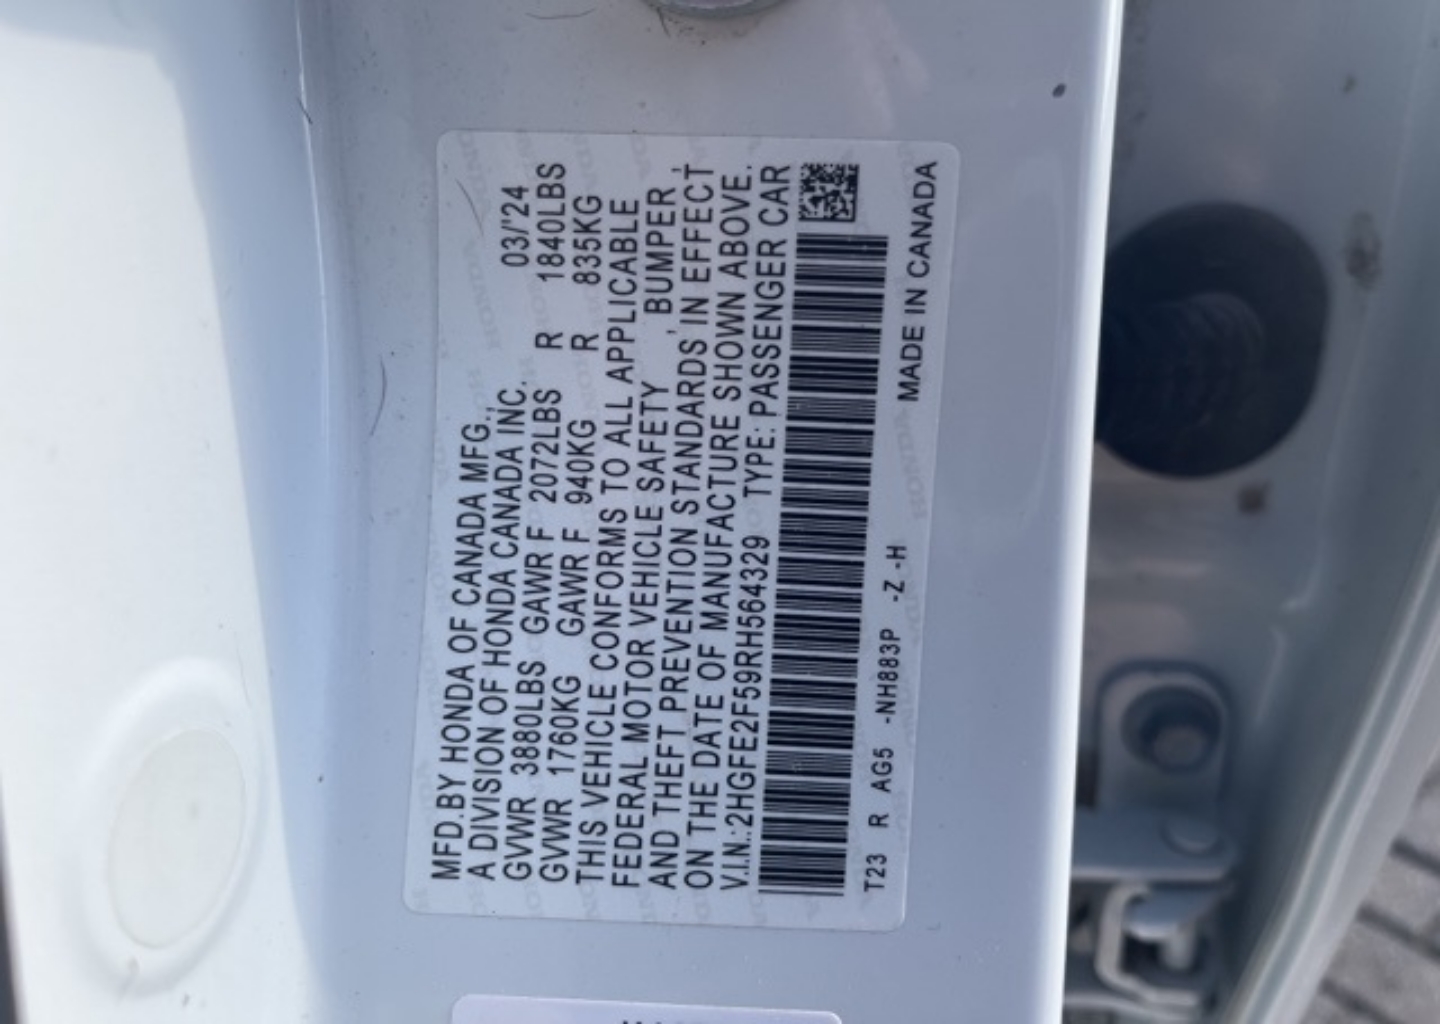 MFD.BY HONDA OF CANADA MFG.,
A DIVISION OF HONDA CANADA INC. 03/'24
GVWR 3880LBS GAWR F 2072LBS R 1840LBS
GVWR 1760KG GAWR F 940KG R 835KG
THIS VEHICLE CONFORMS TO ALL APPLICABLE
FEDERAL MOTOR VEHICLE SAFETY , BUMPER ,
AND THEFT PREVENTION STANDARDS IN EFFECT
ON THE DATE OF MANUFACTURE SHOWN ABOVE.
V.I.N.:2HGFE2F59RH564329 TYPE: PASSENGER CAR
T23 R AG5 -NH883P -Z -H MADE IN CANADA